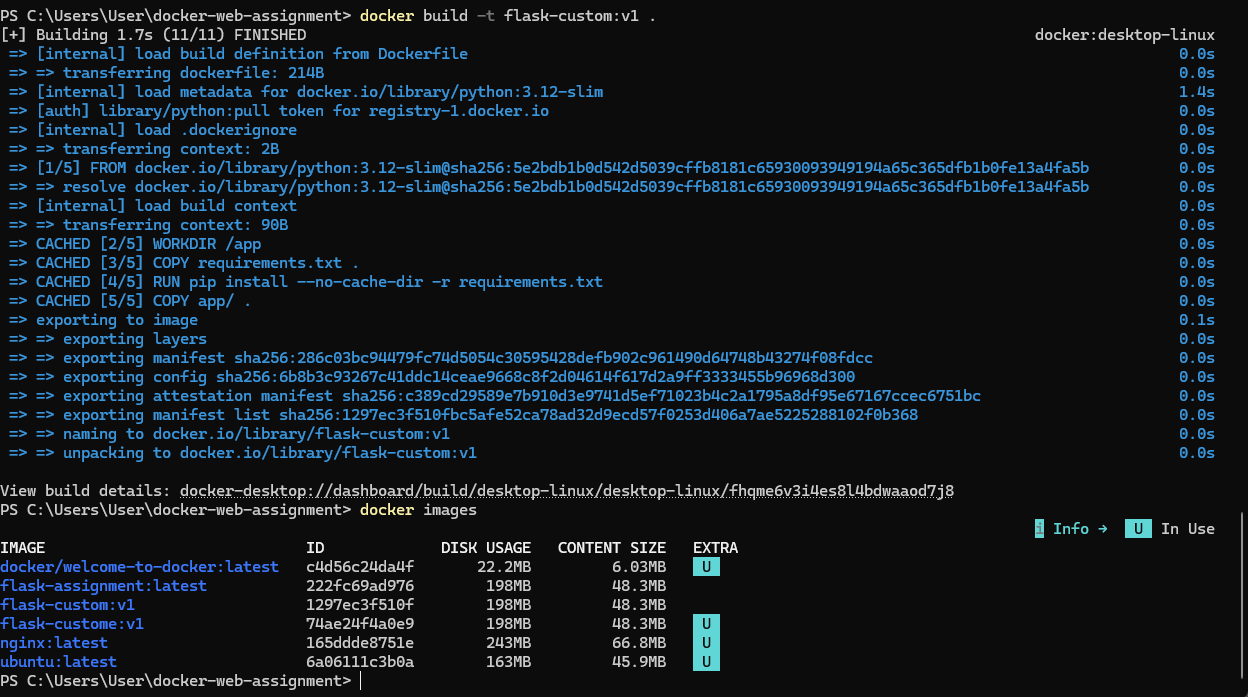 PS C:\Users\User\docker-web-assignment> docker build -t flask-custom:v1 .
[+] Building 1.7s (11/11) FINISHED docker:desktop-linux
=> [internal] load build definition from Dockerfile 0.0s
=> => transferring dockerfile: 214B 0.0s
=> [internal] load metadata for docker.io/library/python:3.12-slim 1.4s
=> [auth] library/python:pull token for registry-1.docker.io 0.0s
=> [internal] load .dockerignore 0.0s
=> => transferring context: 2B 0.0s
=> [1/5] FROM docker.io/library/python:3.12-slim@sha256:5e2bdb1b0d542d5039cffb8181c65930093949194a65c365dfb1b0fe13a4fa5b 0.0s
=> => resolve docker.io/library/python:3.12-slim@sha256:5e2bdb1b0d542d5039cffb8181c65930093949194a65c365dfb1b0fe13a4fa5b 0.0s
=> [internal] load build context 0.0s
=> => transferring context: 90B 0.0s
=> CACHED [2/5] WORKDIR /app 0.0s
=> CACHED [3/5] COPY requirements.txt . 0.0s
=> CACHED [4/5] RUN pip install --no-cache-dir -r requirements.txt 0.0s
=> CACHED [5/5] COPY app/ . 0.0s
=> exporting to image 0.1s
=> => exporting layers 0.0s
=> => exporting manifest sha256:286c03bc94479fc74d5054c30595428defb902c961490d64748b43274f08fdcc 0.0s
=> => exporting config sha256:6b8b3c93267c41ddc14ceae9668c8f2d04614f617d2a9ff3333455b96968d300 0.0s
=> => exporting attestation manifest sha256:c389cd29589e7b910d3e9741d5ef71023b4c2a1795a8df95e67167ccec6751bc 0.0s
=> => exporting manifest list sha256:1297ec3f510fbc5afe52ca78ad32d9ecd57f0253d406a7ae5225288102f0b368 0.0s
=> => naming to docker.io/library/flask-custom:v1 0.0s
=> => unpacking to docker.io/library/flask-custom:v1 0.0s
View build details: docker-desktop://dashboard/build/desktop-linux/desktop-linux/fhqme6v3i4es8l4bdwaaod7j8
PS C:\Users\User\docker-web-assignment> docker images
i Info → U In Use
IMAGE ID DISK USAGE CONTENT SIZE EXTRA
docker/welcome-to-docker:latest c4d56c24da4f 22.2MB 6.03MB U
flask-assignment:latest 222fc69ad976 198MB 48.3MB
flask-custom:v1 1297ec3f510f 198MB 48.3MB
flask-custome:v1 74ae24f4a0e9 198MB 48.3MB U
nginx:latest 165ddde8751e 243MB 66.8MB U
ubuntu:latest 6a06111c3b0a 163MB 45.9MB U
PS C:\Users\User\docker-web-assignment>